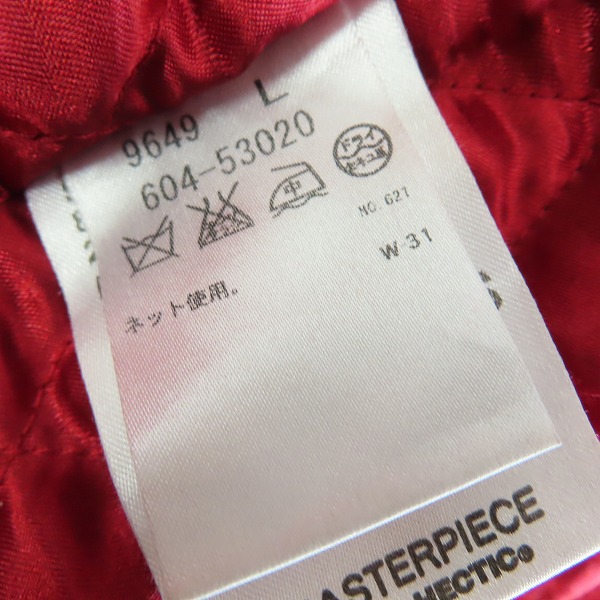 L
9649
604-53020
中 ドライ
セキユ系
NO.621
W-31
ネット使用。
ASTERPIECE
HECTIC®